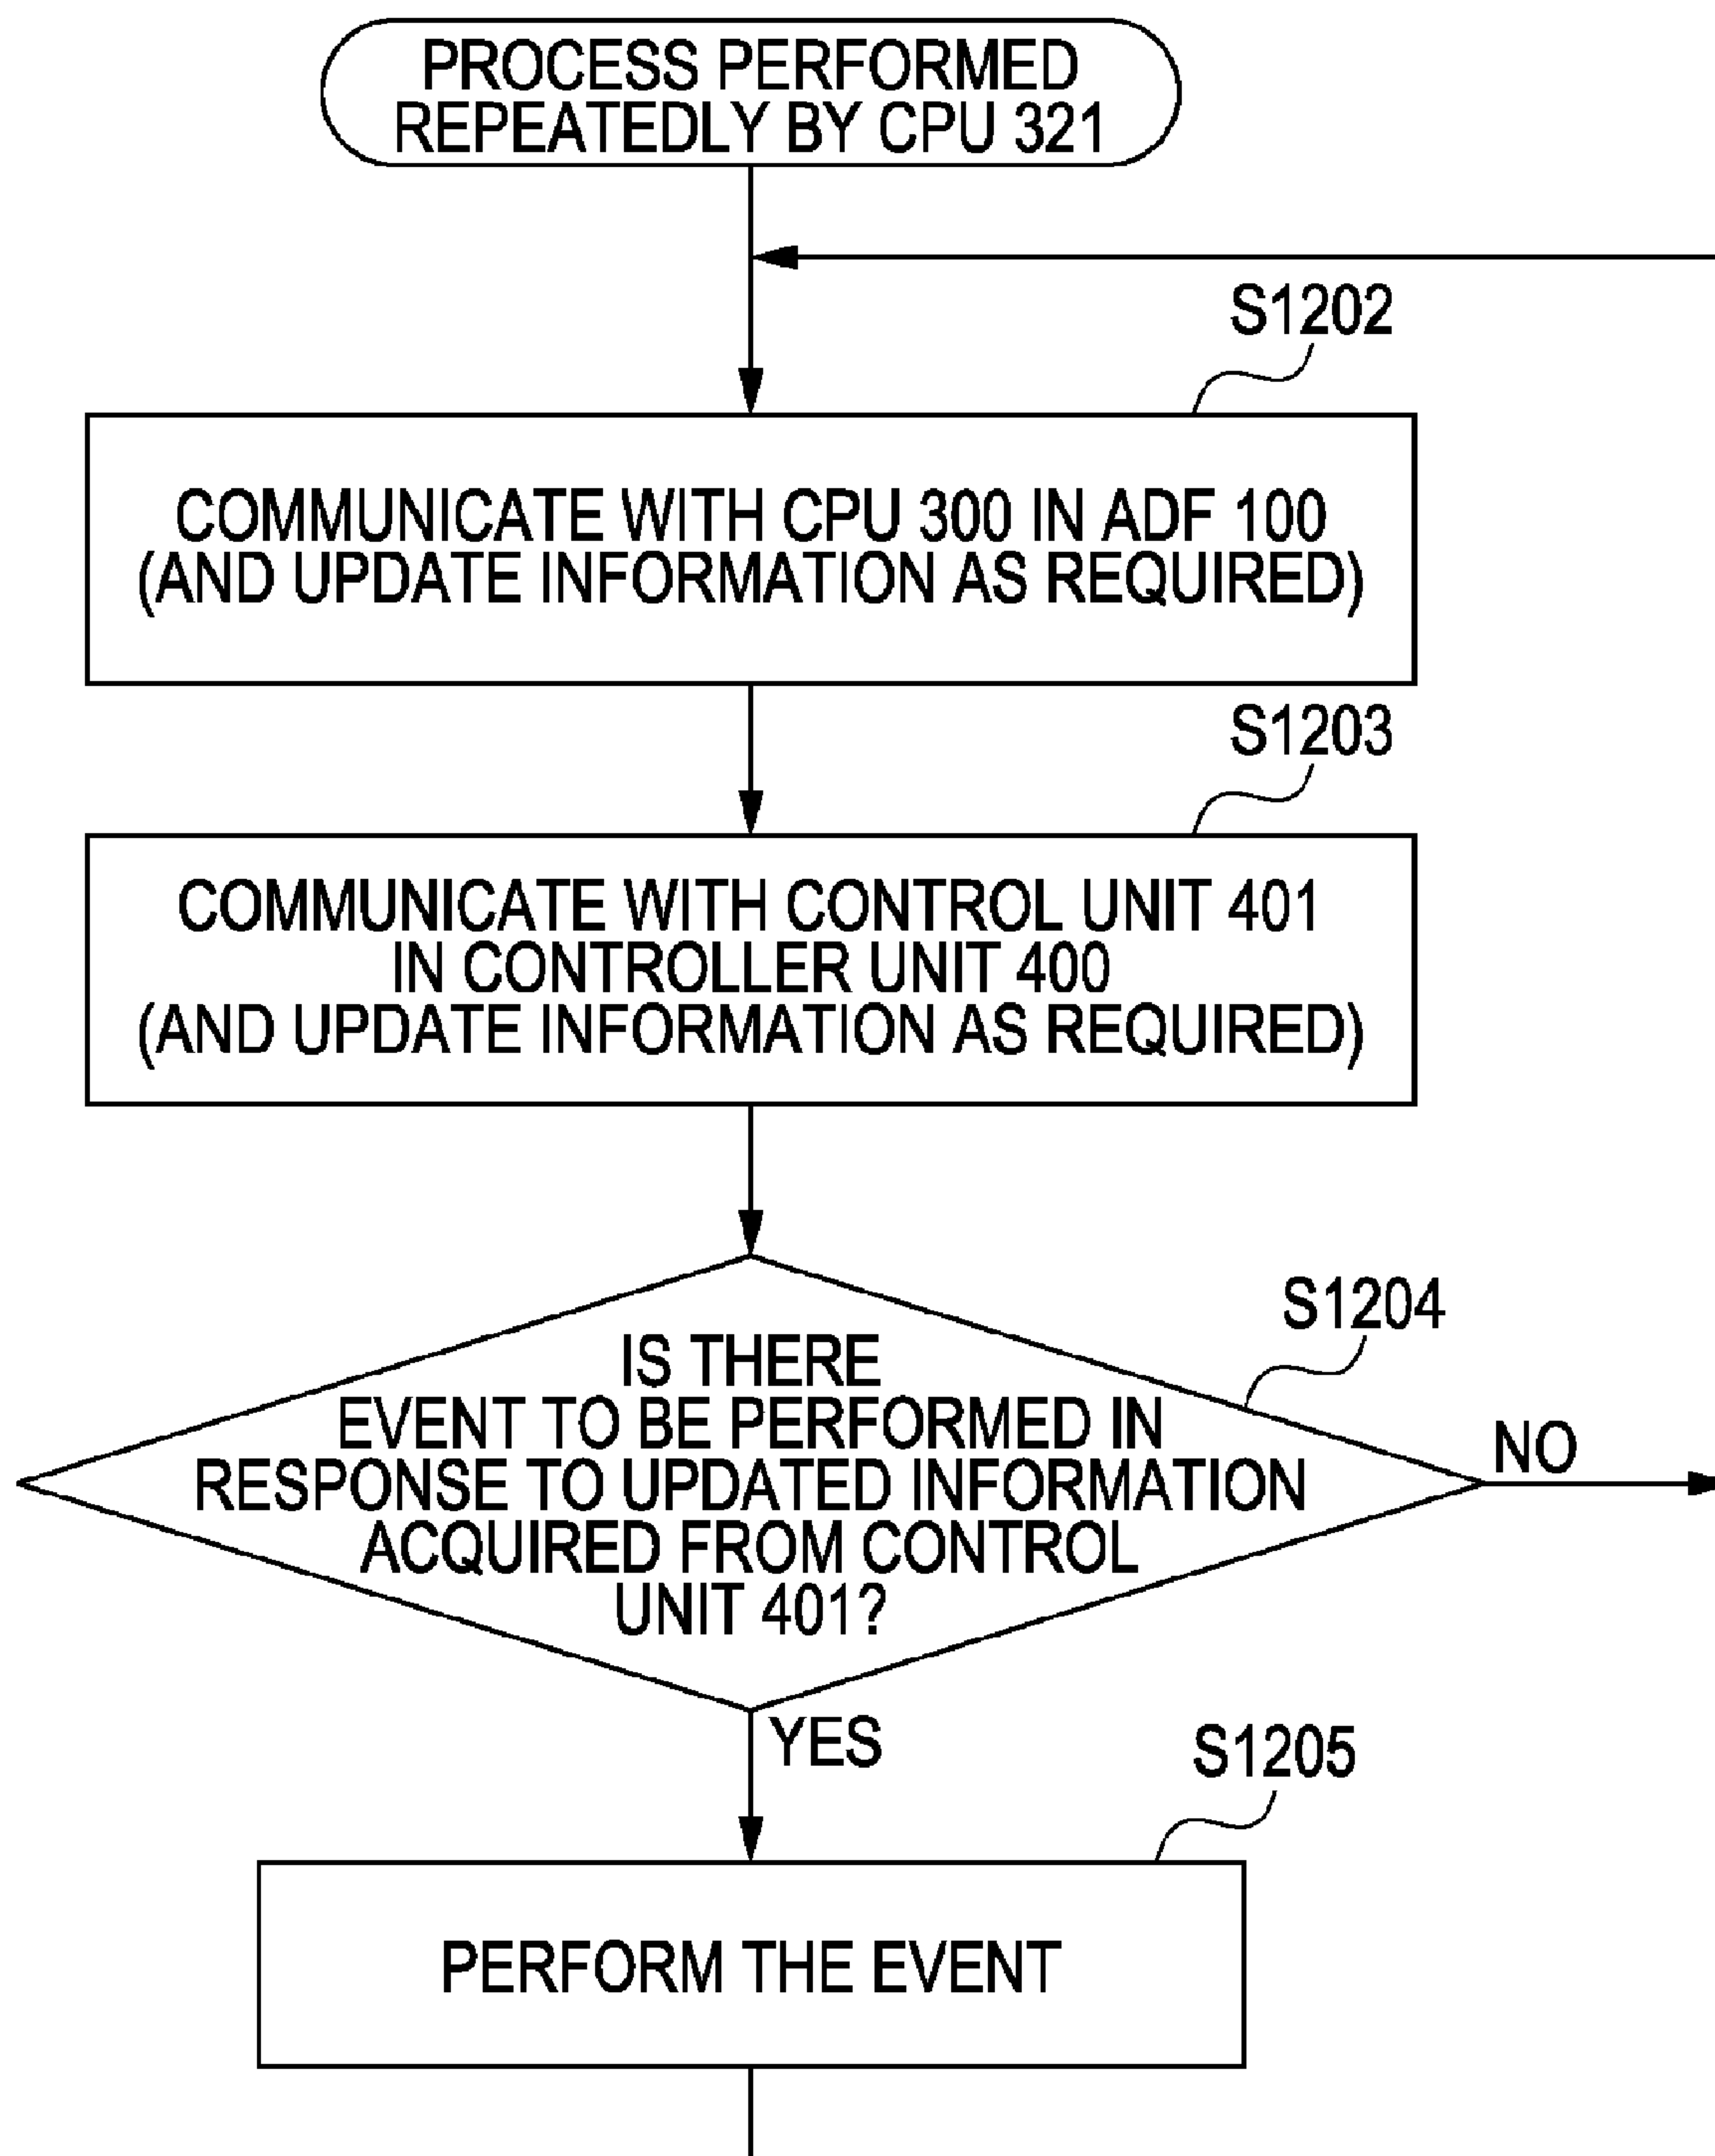 PROCESS PERFORMED
REPEATEDLY BY CPU 321
S1202
COMMUNICATE WITH CPU 300 IN ADF 100
(AND UPDATE INFORMATION AS REQUIRED)
S1203
COMMUNICATE WITH CONTROL UNIT 401
IN CONTROLLER UNIT 400
(AND UPDATE INFORMATION AS REQUIRED)
S1204
IS THERE
EVENT TO BE PERFORMED IN
RESPONSE TO UPDATED INFORMATION
ACQUIRED FROM CONTROL
UNIT 401?
NO
YES
S1205
PERFORM THE EVENT